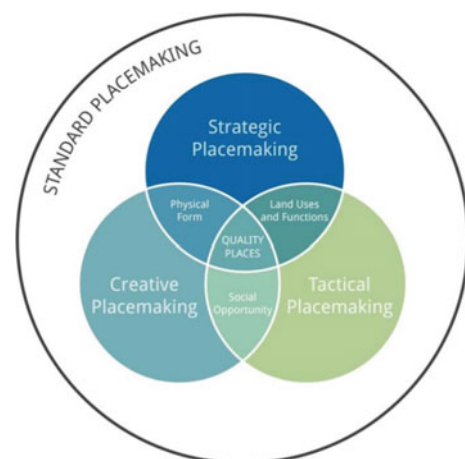 STANDARD PLACEMAKING
Strategic
Placemaking
Physical
Form
Land Uses
and Functions
QUALITY
PLACES
Creative
Placemaking
Social
Opportunity
Tactical
Placemaking